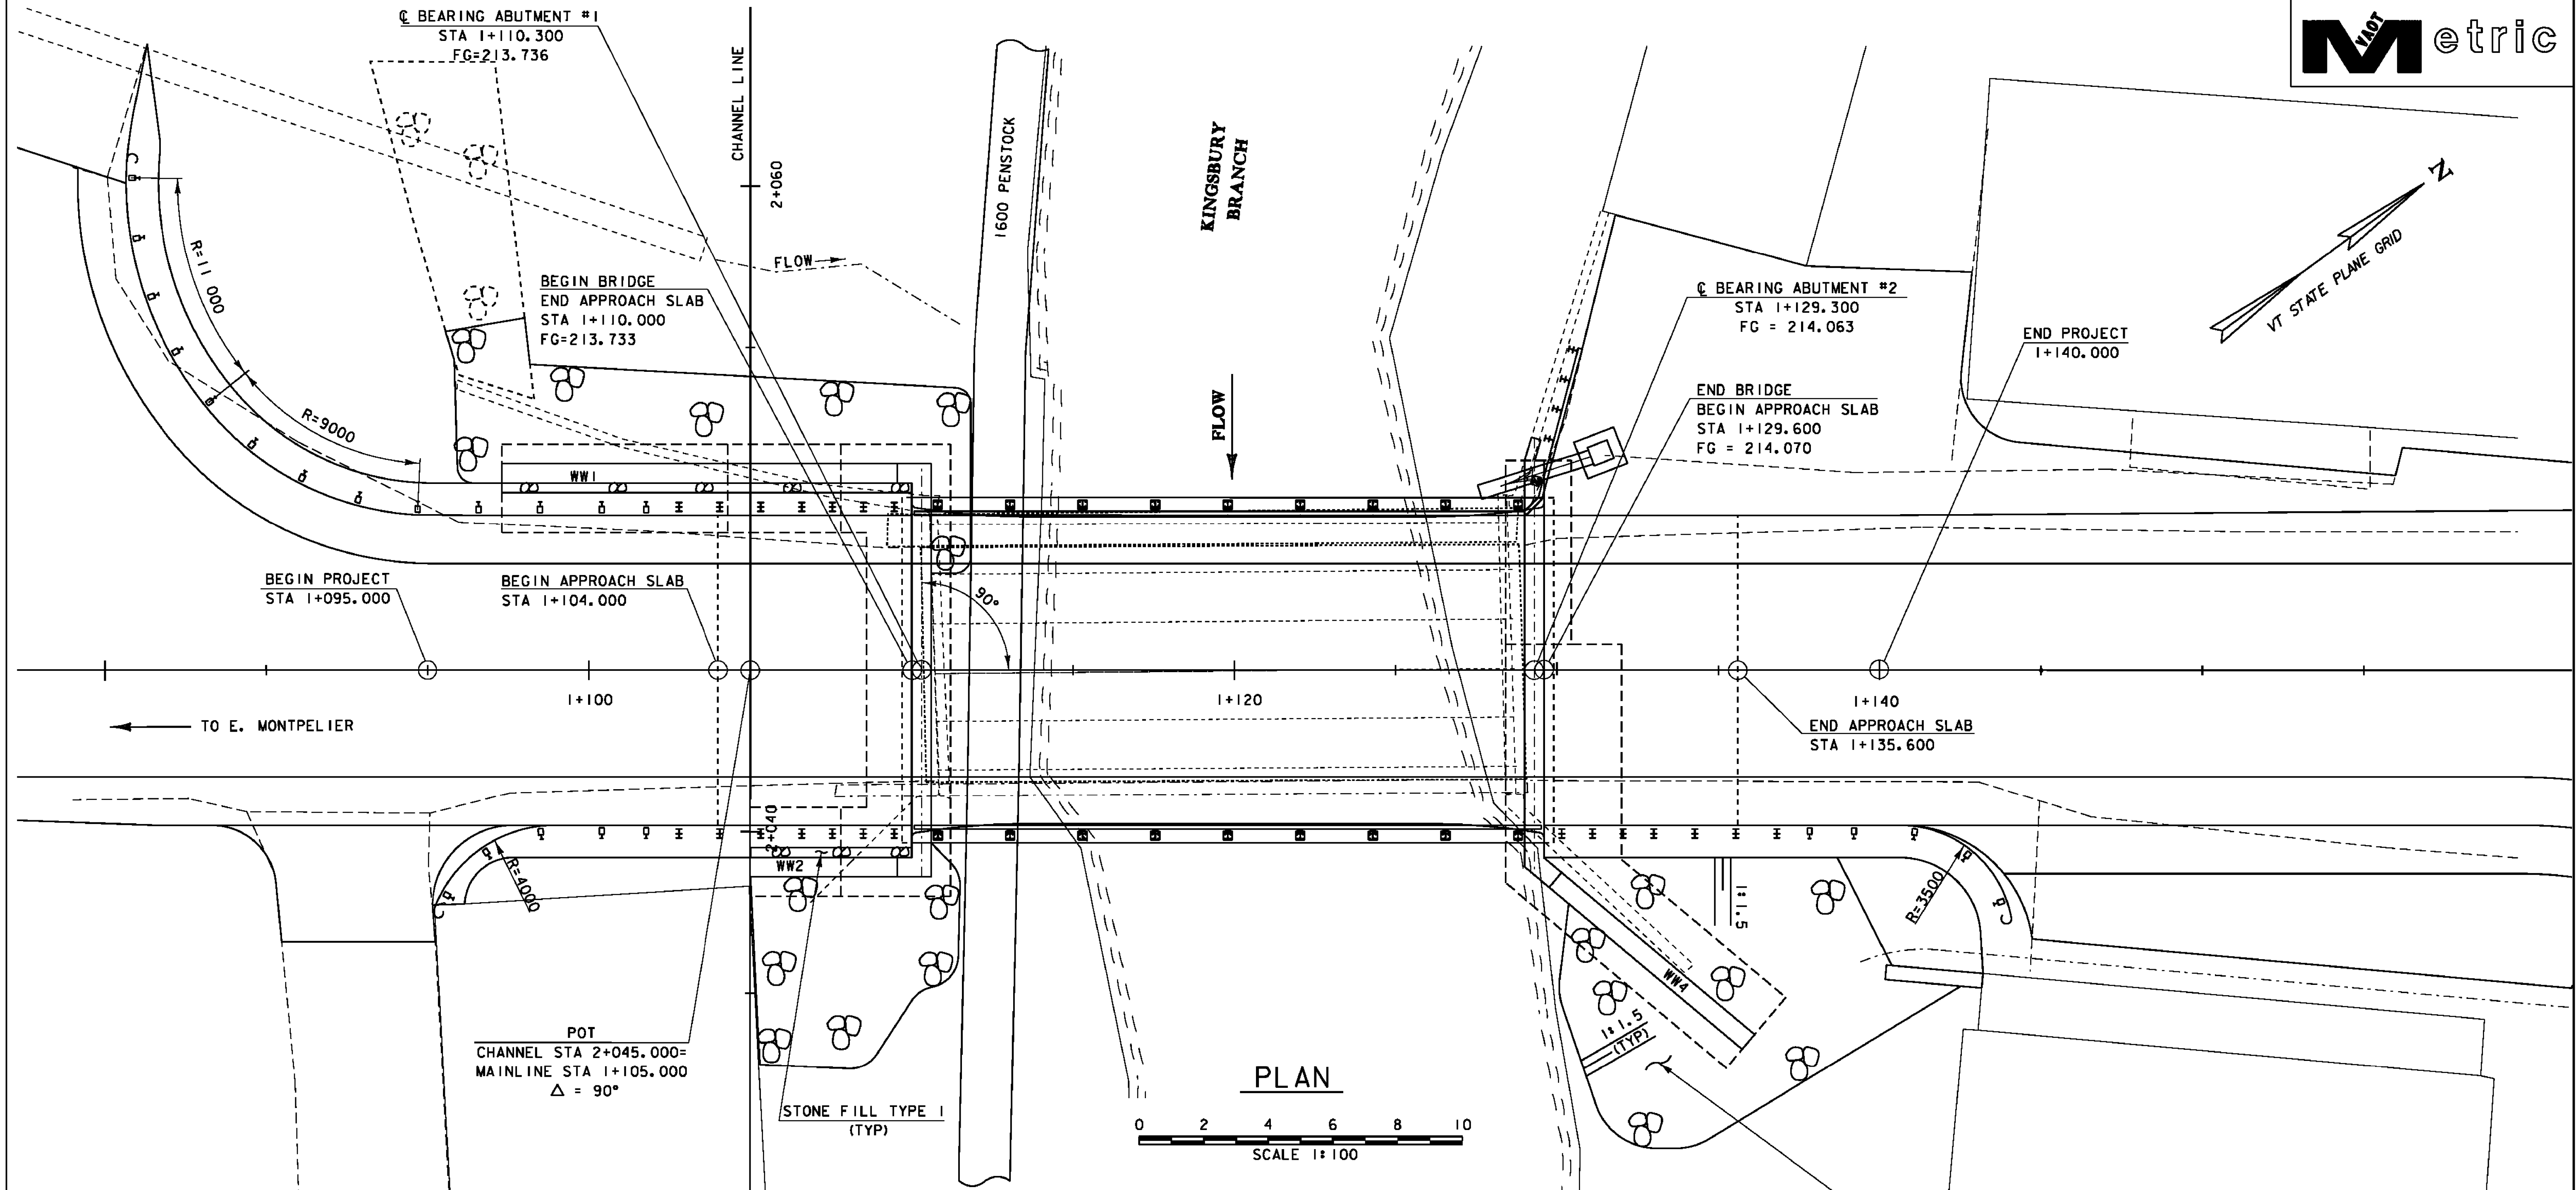 ℄ BEARING ABUTMENT #1
STA 1+110.300
FG=213.736
VAOT
Metric
CHANNEL LINE
2+060
1600 PENSTOCK
KINGSBURY
BRANCH
N
VT STATE PLANE GRID
R=11 000
FLOW
BEGIN BRIDGE
END APPROACH SLAB
STA 1+110.000
FG=213.733
℄ BEARING ABUTMENT #2
STA 1+129.300
FG = 214.063
END PROJECT
1+140.000
R=9000
FLOW
END BRIDGE
BEGIN APPROACH SLAB
STA 1+129.600
FG = 214.070
WW1
BEGIN PROJECT
STA 1+095.000
BEGIN APPROACH SLAB
STA 1+104.000
90°
1+100
1+120
1+140
TO E. MONTPELIER
END APPROACH SLAB
STA 1+135.600
2+040
WW2
R=4000
1:1.5
R=3500
WW4
POT
CHANNEL STA 2+045.000=
MAINLINE STA 1+105.000
Δ = 90°
1:1.5
(TYP)
STONE FILL TYPE 1
(TYP)
PLAN
0 2 4 6 8 10
SCALE 1:100